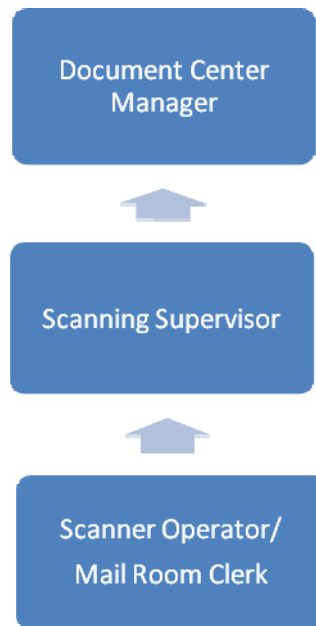 Document Center
Manager
Scanning Supervisor
Scanner Operator/
Mail Room Clerk